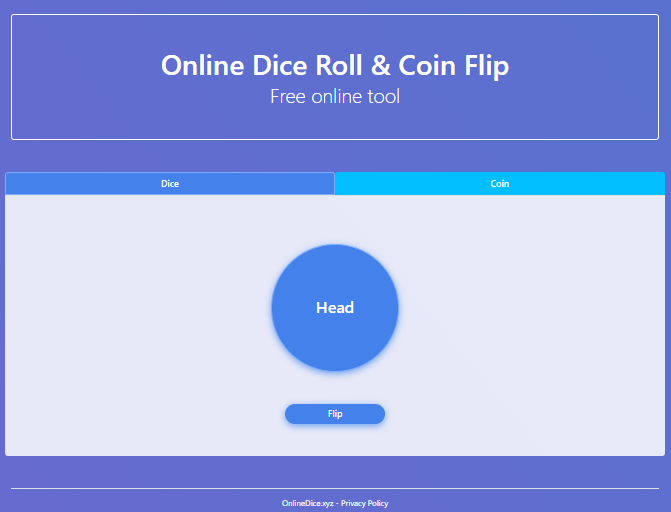 Online Dice Roll & Coin Flip
Free online tool
Dice
Coin
Head
Flip
OnlineDice.xyz - Privacy Policy